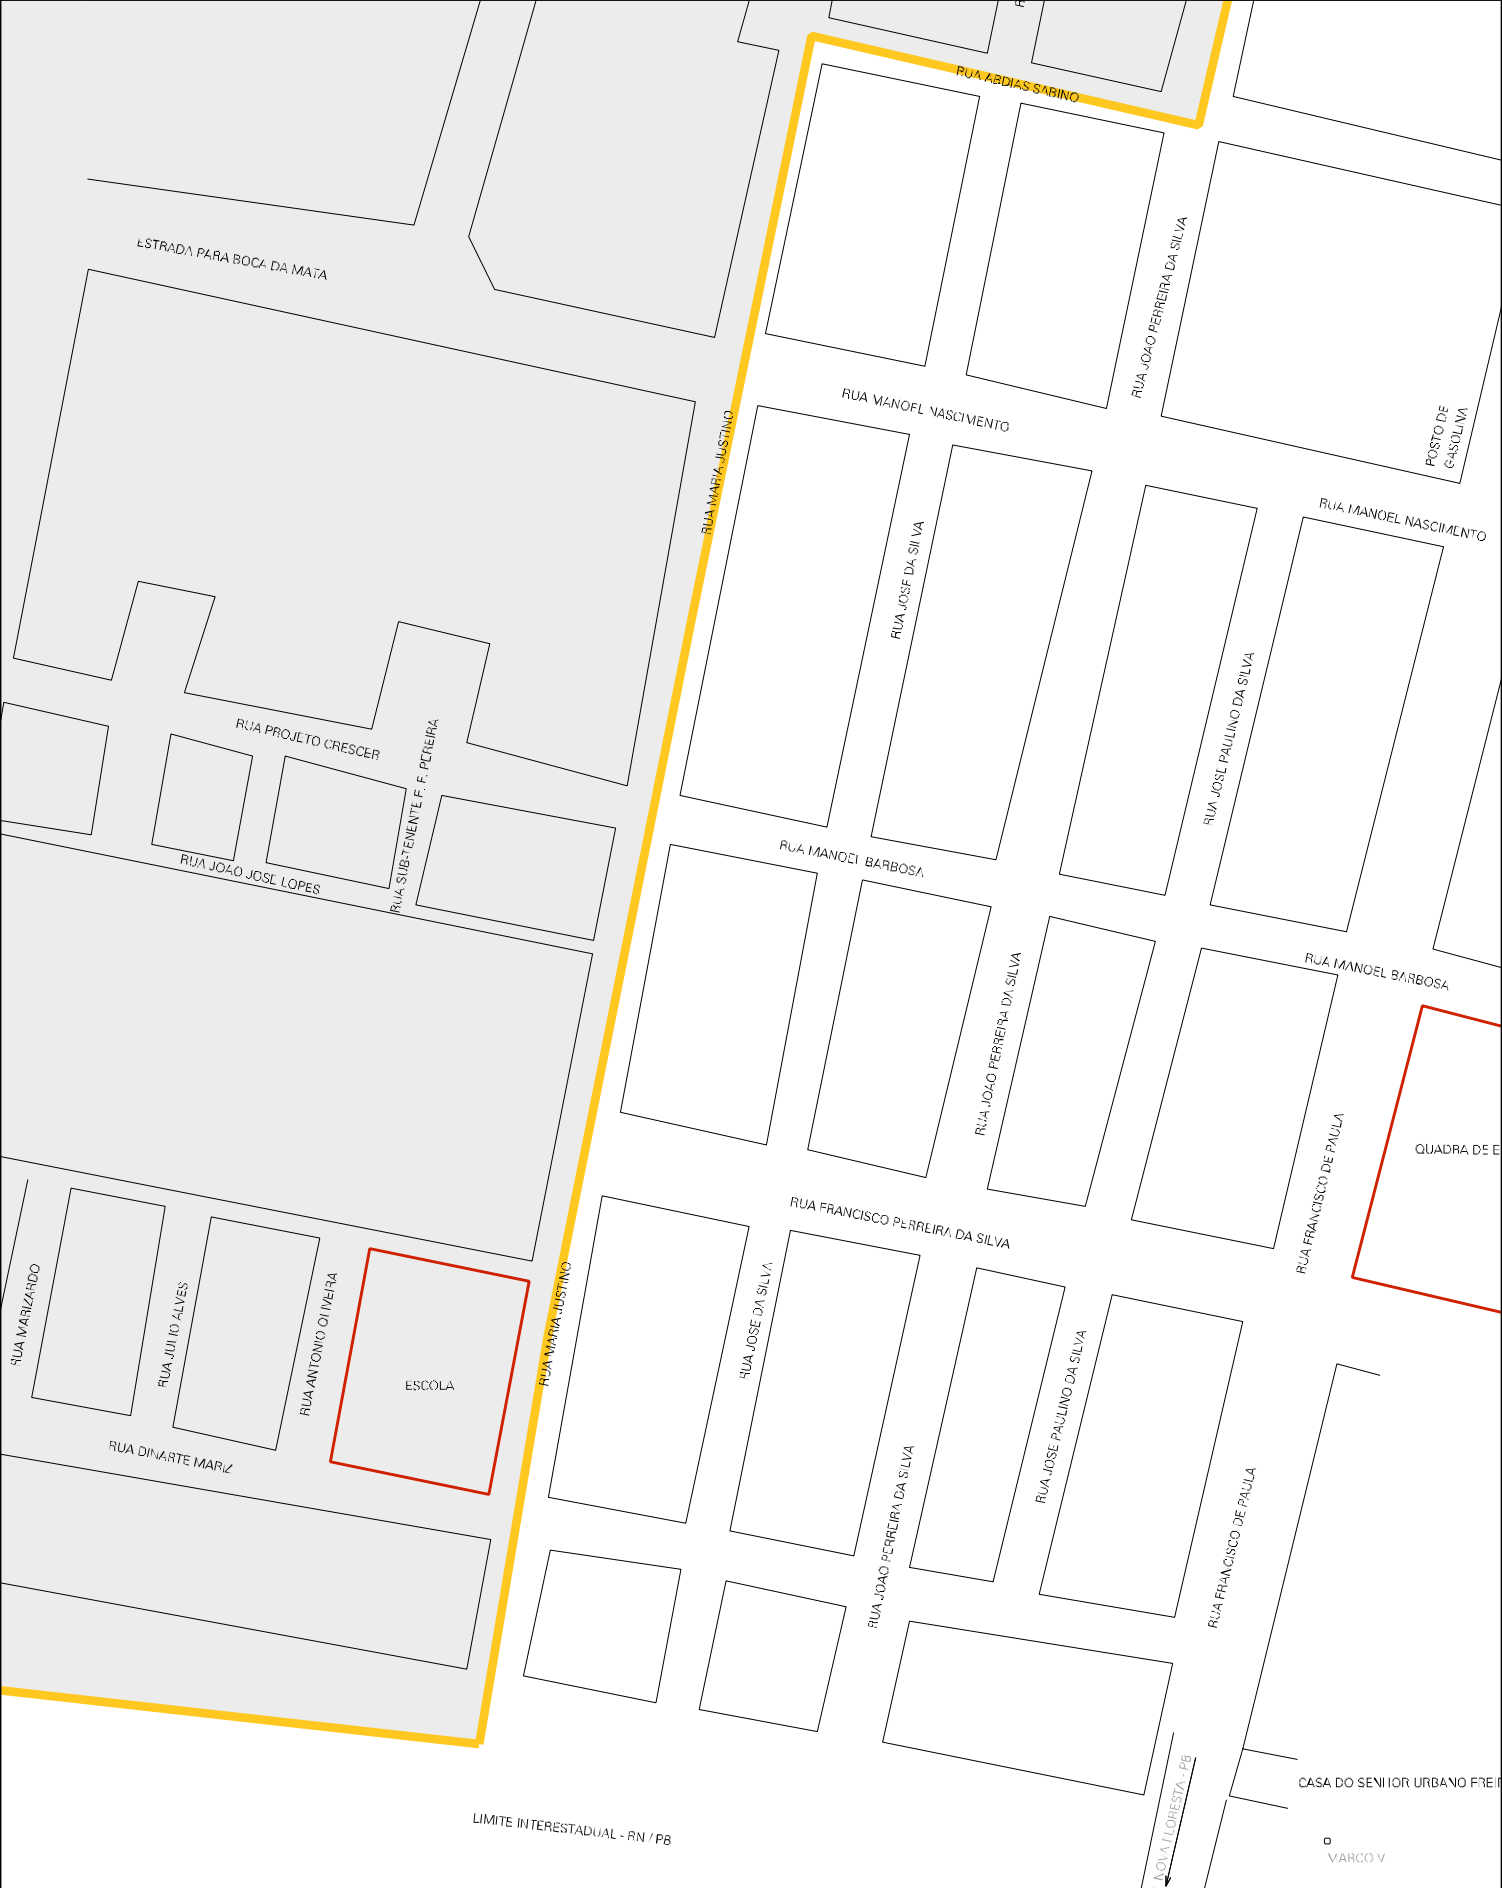 RUA ABDIAS SABINO
ESTRADA PARA BOCA DA MATA
RUA JOAO PERREIRA DA SILVA
RUA MANOEL NASCIMENTO
POSTO DE
GASOLINA
RUA MARIA JUSTINO
RUA MANOEL NASCIMENTO
RUA JOSE DA SILVA
RUA JOSE PAULINO DA SILVA
RUA PROJETO CRESCER
RUA SUB-TENENTE F. F. PEREIRA
RUA JOAO JOSE LOPES
RUA MANOEL BARBOSA
RUA MANOEL BARBOSA
RUA JOAO PERREIRA DA SILVA
QUADRA DE E
RUA FRANCISCO DE PAULA
RUA FRANCISCO PERREIRA DA SILVA
RUA MARIZARDO
RUA JULIO ALVES
RUA ANTONIO OLIVEIRA
ESCOLA
RUA MARIA JUSTINO
RUA JOSE DA SILVA
RUA JOSE PAULINO DA SILVA
RUA DINARTE MARIZ
RUA JOAO PERREIRA DA SILVA
RUA FRANCISCO DE PAULA
CASA DO SENHOR URBANO FREI
NOVA FLORESTA - PB
LIMITE INTERESTADUAL - RN / PB
MARCO V